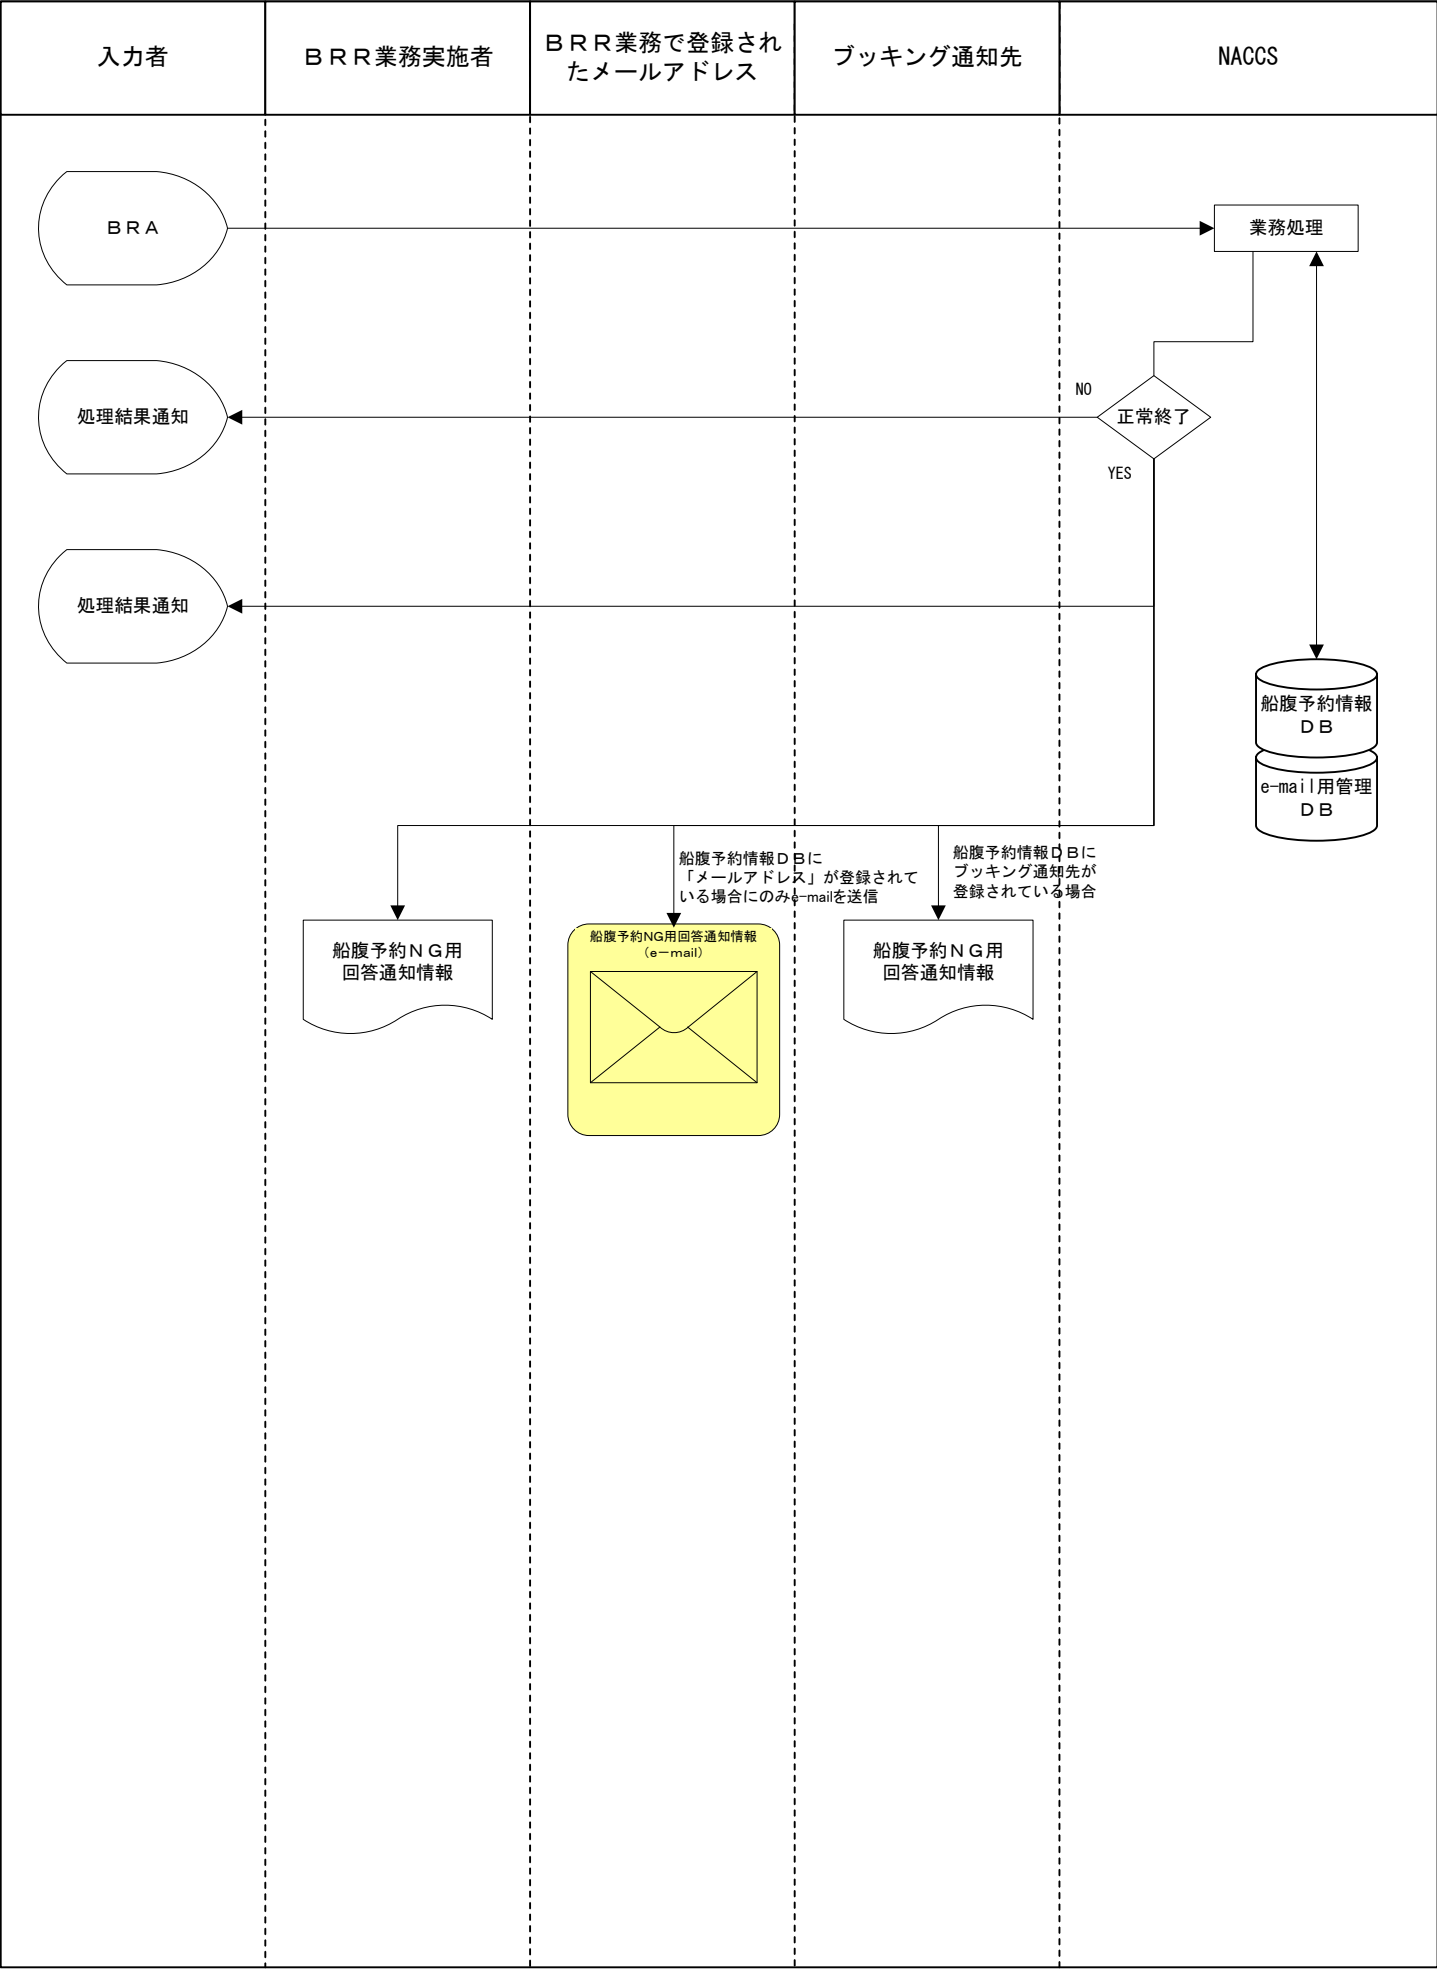 入力者
ＢＲＲ業務実施者
ＢＲＲ業務で登録され
たメールアドレス
ブッキング通知先
NACCS
ＢＲＡ
業務処理
NO
処理結果通知
正常終了
YES
処理結果通知
船腹予約情報
ＤＢ
e-mail用管理
ＤＢ
船腹予約情報ＤＢに
「メールアドレス」が登録されて
いる場合にのみe-mailを送信
船腹予約情報ＤＢに
ブッキング通知先が
登録されている場合
船腹予約ＮＧ用
回答通知情報
船腹予約NG用回答通知情報
（e－mail）
船腹予約ＮＧ用
回答通知情報